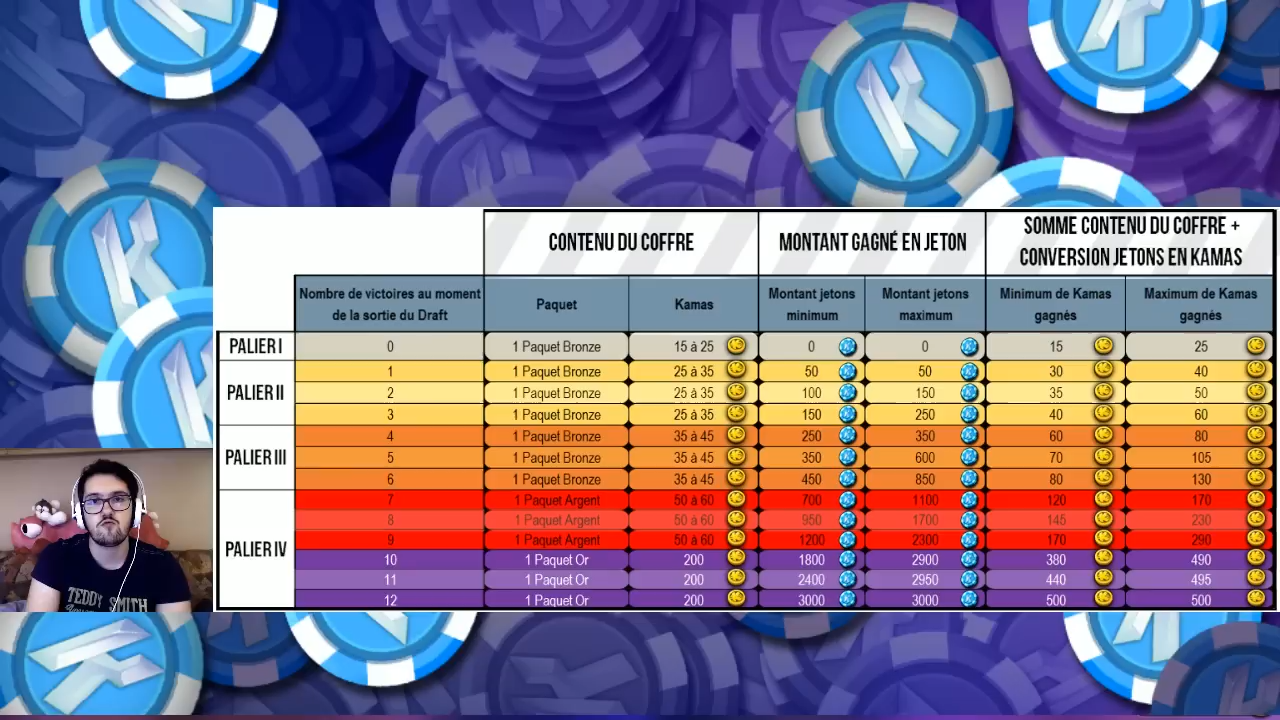 CONTENU DU COFFRE
MONTANT GAGNÉ EN JETON
SOMME CONTENU DU COFFRE +
CONVERSION JETONS EN KAMAS
Nombre de victoires au moment
de la sortie du Draft
Paquet
Kamas
Montant jetons
minimum
Montant jetons
maximum
Minimum de Kamas
gagnés
Maximum de Kamas
gagnés
PALIER I
0 1 Paquet Bronze 15 à 25 0 0 15 25
PALIER II
1 1 Paquet Bronze 25 à 35 50 50 30 40
2 1 Paquet Bronze 25 à 35 100 150 35 50
3 1 Paquet Bronze 25 à 35 150 250 40 60
PALIER III
4 1 Paquet Bronze 35 à 45 250 350 60 80
5 1 Paquet Bronze 35 à 45 350 600 70 105
6 1 Paquet Bronze 35 à 45 450 850 80 130
PALIER IV
7 1 Paquet Argent 50 à 60 700 1100 120 170
8 1 Paquet Argent 50 à 60 950 1700 145 230
9 1 Paquet Argent 50 à 60 1200 2300 170 290
10 1 Paquet Or 200 1800 2900 380 490
11 1 Paquet Or 200 2400 2950 440 495
12 1 Paquet Or 200 3000 3000 500 500
TEDDY SMITH